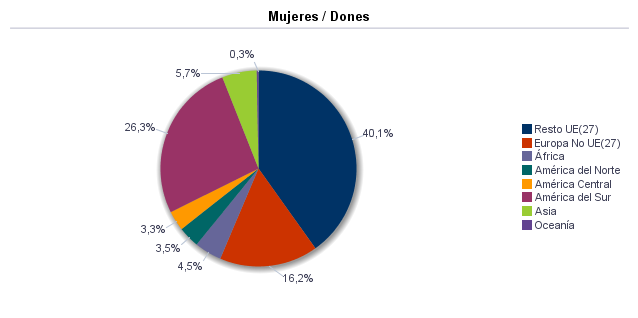 Mujeres / Dones
0,3%
5,7%
26,3%
40,1%
3,3%
3,5%
4,5%
16,2%
Resto UE(27)
Europa No UE(27)
África
América del Norte
América Central
América del Sur
Asia
Oceanía